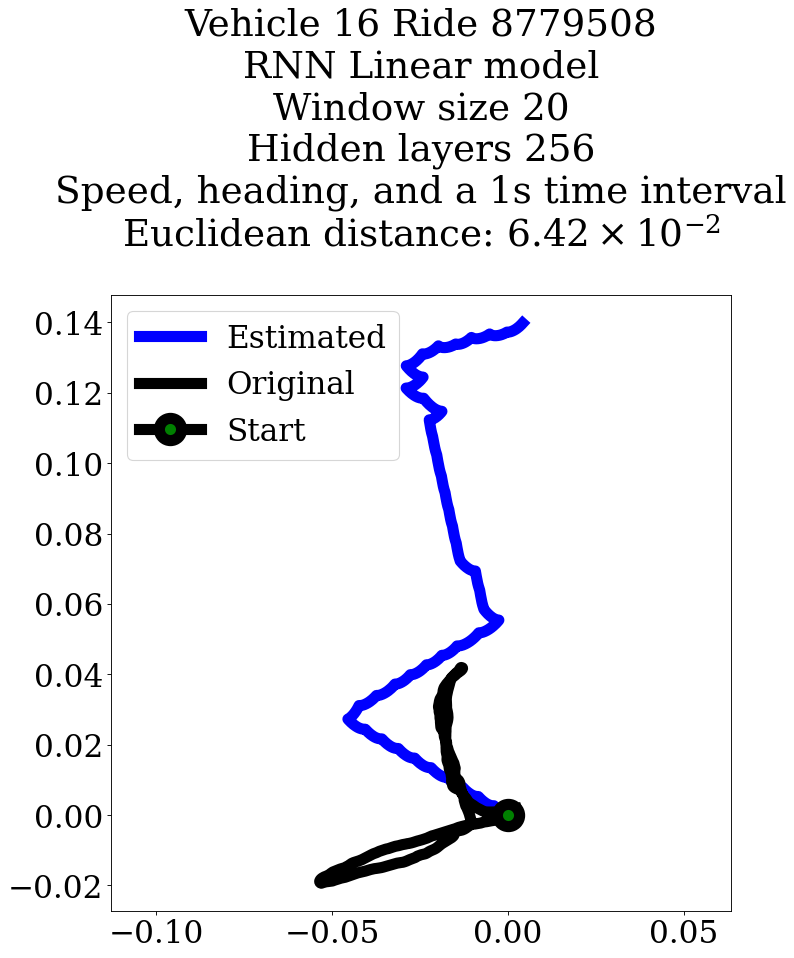 Vehicle 16 Ride 8779508
RNN Linear model
Window size 20
Hidden layers 256
Speed, heading, and a 1s time interval
Euclidean distance: 6.42 × 10⁻²
Estimated
Original
Start
0.14
0.12
0.10
0.08
0.06
0.04
0.02
0.00
−0.02
−0.10 −0.05 0.00 0.05